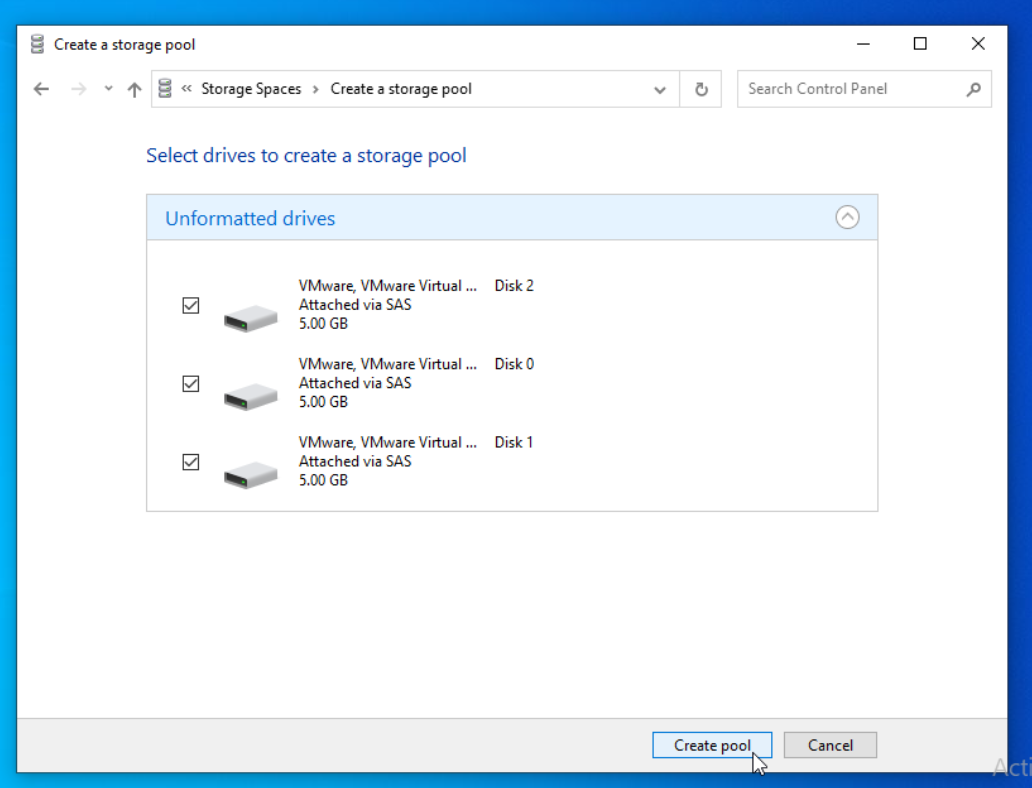 Create a storage pool
« Storage Spaces › Create a storage pool
Search Control Panel
Select drives to create a storage pool
Unformatted drives
VMware, VMware Virtual ... Disk 2
Attached via SAS
5.00 GB
VMware, VMware Virtual ... Disk 0
Attached via SAS
5.00 GB
VMware, VMware Virtual ... Disk 1
Attached via SAS
5.00 GB
Create pool
Cancel
Acti